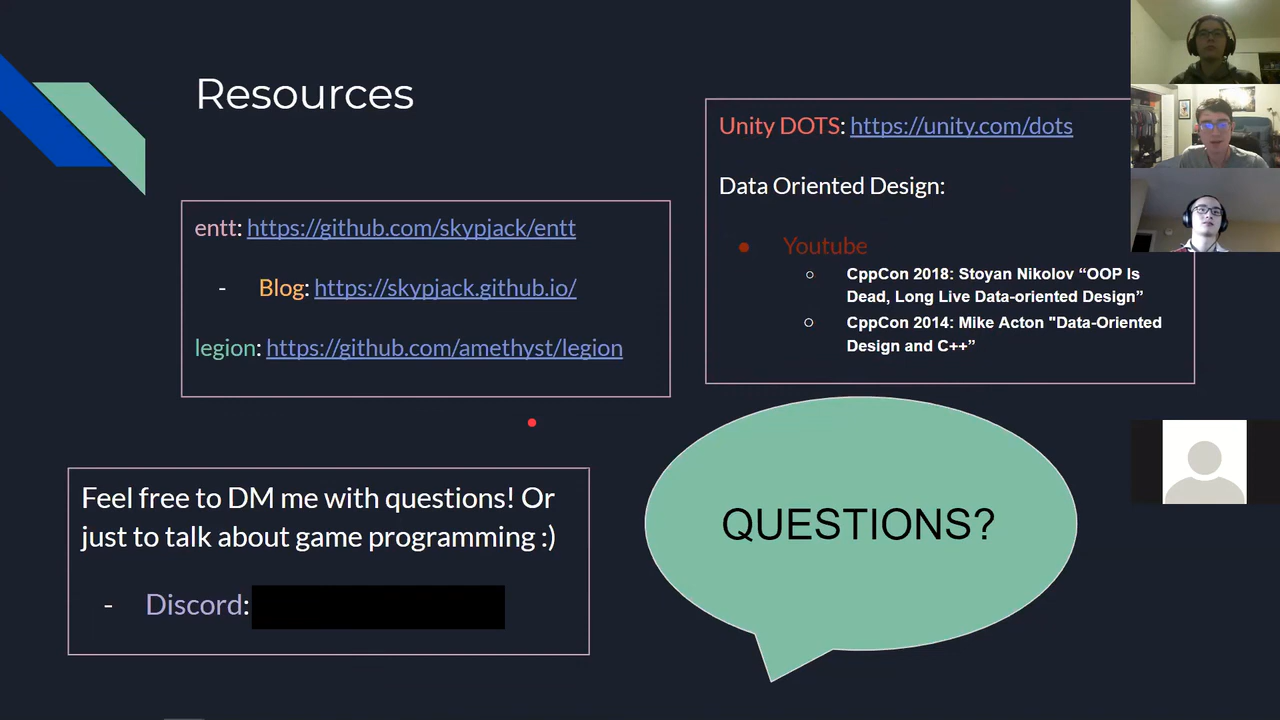 Resources
entt: https://github.com/skypjack/entt
- Blog: https://skypjack.github.io/
legion: https://github.com/amethyst/legion
Unity DOTS: https://unity.com/dots
Data Oriented Design:
● Youtube
○ CppCon 2018: Stoyan Nikolov “OOP Is
Dead, Long Live Data-oriented Design”
○ CppCon 2014: Mike Acton "Data-Oriented
Design and C++”
Feel free to DM me with questions! Or
just to talk about game programming :)
- Discord:
QUESTIONS?